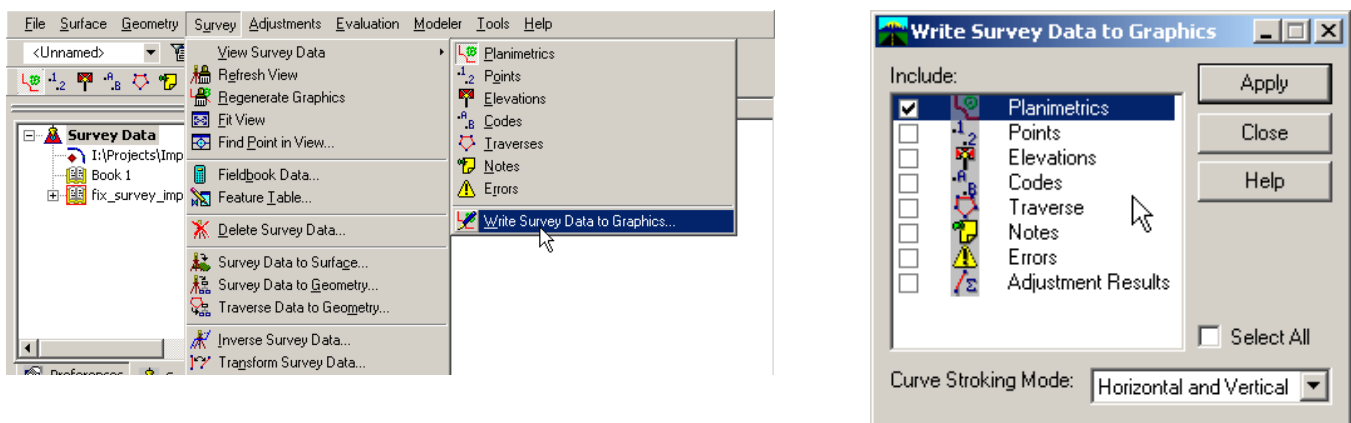 File Surface Geometry Survey Adjustments Evaluation Modeler Tools Help
<Unnamed>
Survey Data
I:\Projects\Imp
Book 1
fix_survey_imp
View Survey Data
Refresh View
Regenerate Graphics
Fit View
Find Point in View...
Fieldbook Data...
Feature Table...
Delete Survey Data...
Survey Data to Surface...
Survey Data to Geometry...
Traverse Data to Geometry...
Inverse Survey Data...
Transform Survey Data...
Planimetrics
Points
Elevations
Codes
Traverses
Notes
Errors
Write Survey Data to Graphics...
Write Survey Data to Graphics
Include:
Planimetrics
Points
Elevations
Codes
Traverse
Notes
Errors
Adjustment Results
Apply
Close
Help
Select All
Curve Stroking Mode: Horizontal and Vertical